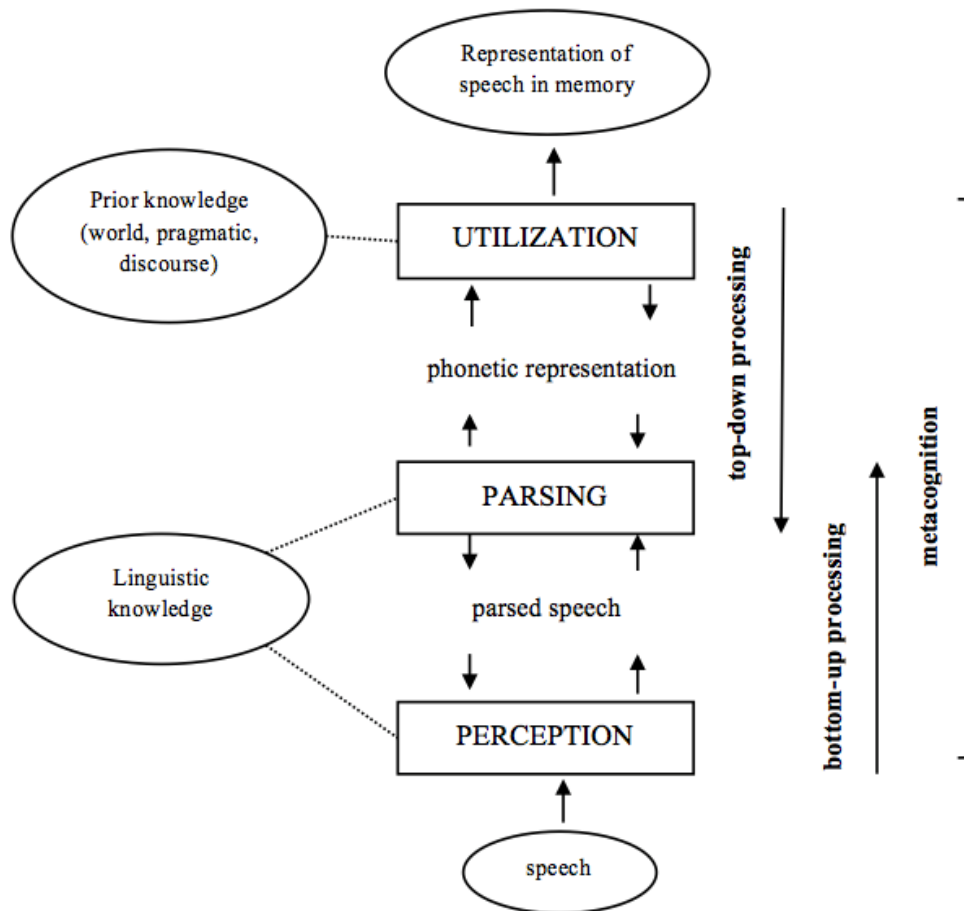 Representation of
speech in memory
Prior knowledge
(world, pragmatic,
discourse)
UTILIZATION
phonetic representation
top-down processing
PARSING
metacognition
Linguistic
knowledge
parsed speech
bottom-up processing
PERCEPTION
speech